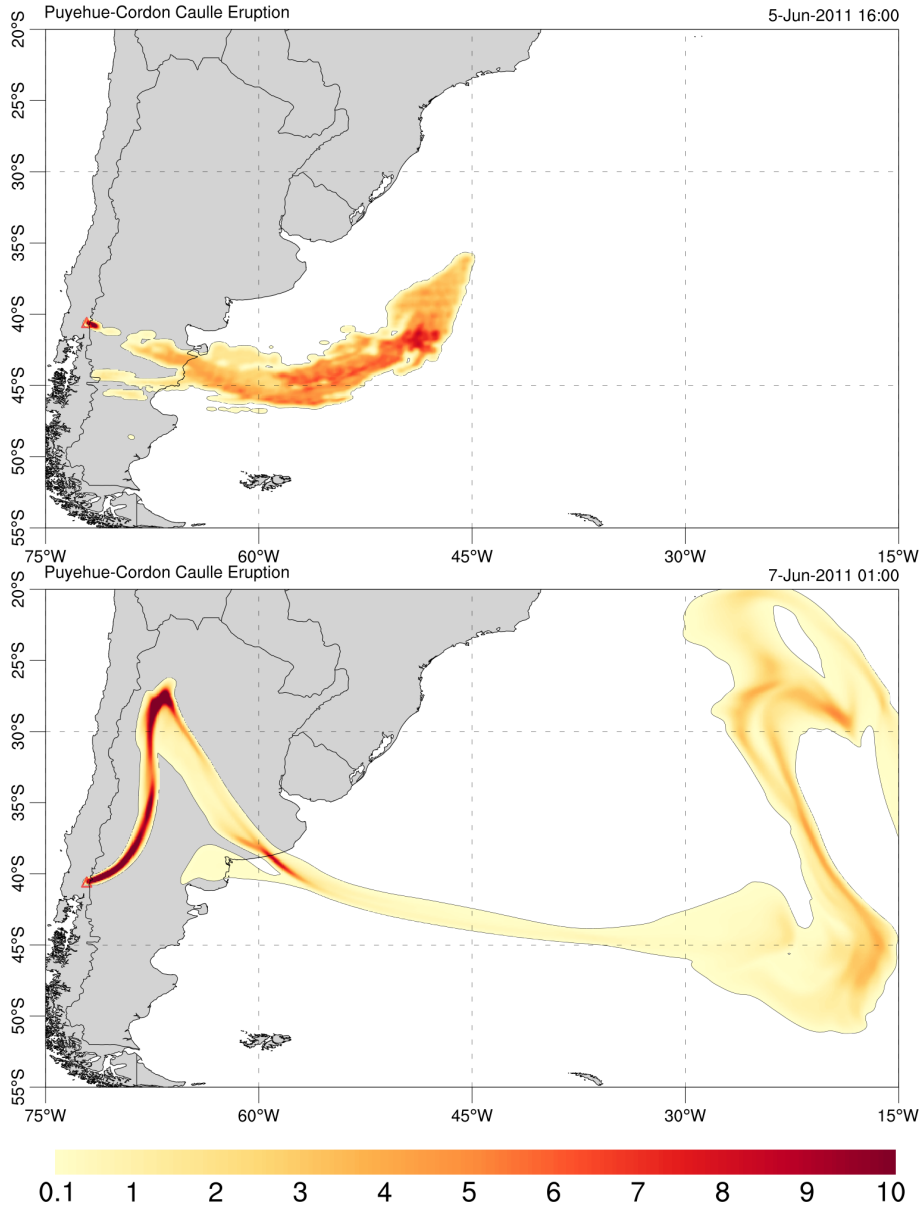 Puyehue-Cordon Caulle Eruption 5-Jun-2011 16:00
20°S
25°S
30°S
35°S
40°S
45°S
50°S
55°S
75°W 60°W 45°W 30°W 15°W
Puyehue-Cordon Caulle Eruption 7-Jun-2011 01:00
20°S
25°S
30°S
35°S
40°S
45°S
50°S
55°S
75°W 60°W 45°W 30°W 15°W
0.1 1 2 3 4 5 6 7 8 9 10